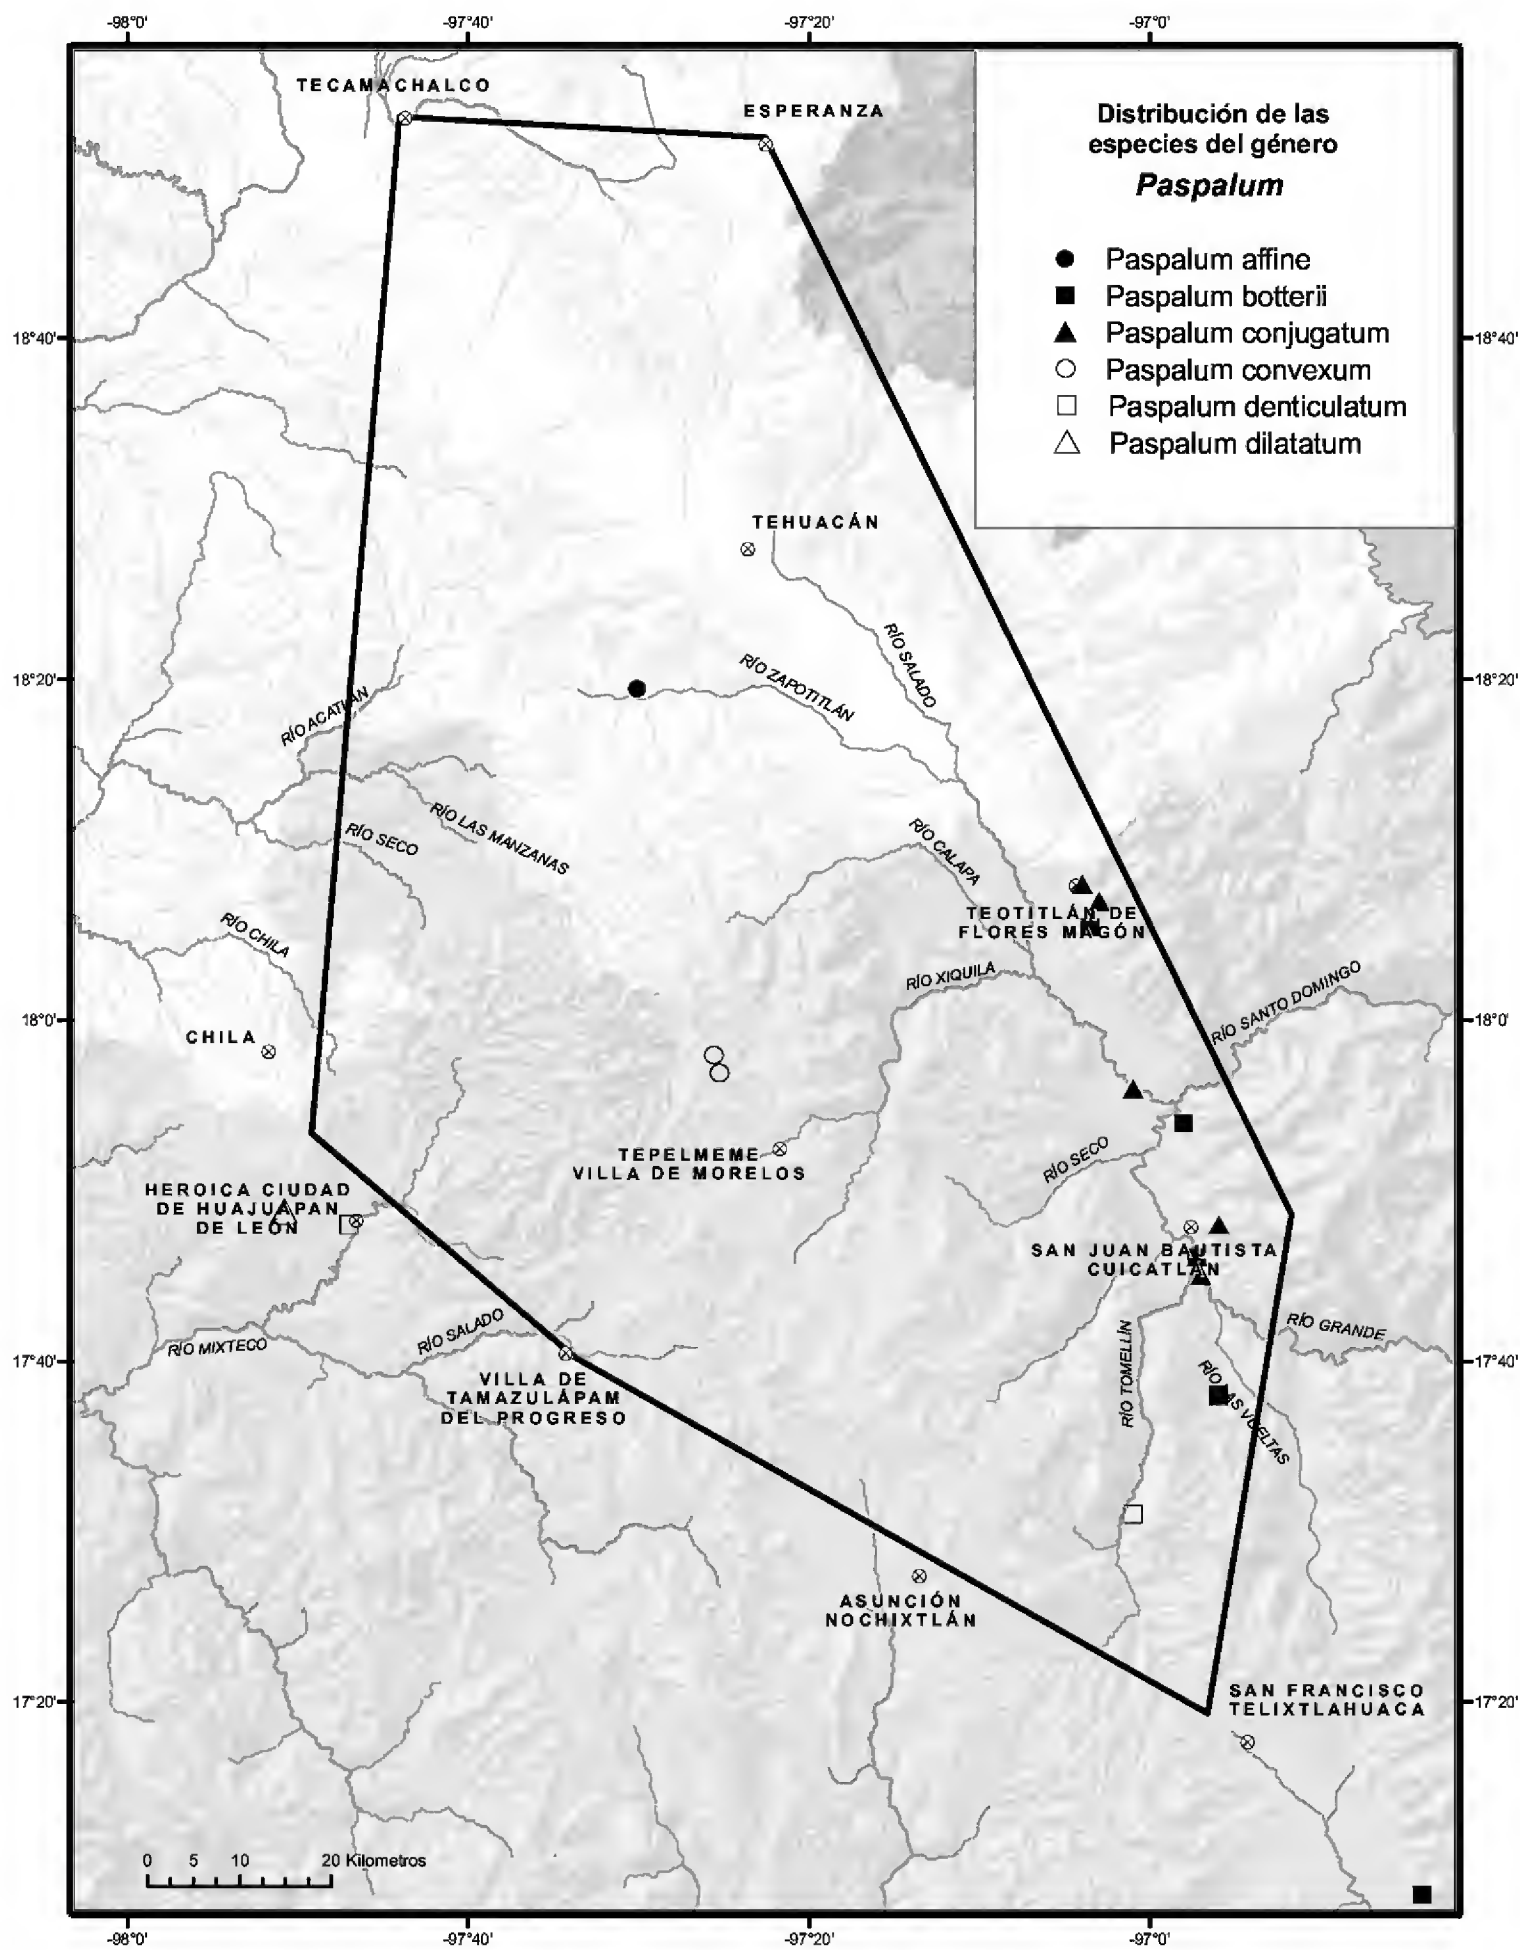 -98°0'
-97°40'
-97°20'
-97°0'
TECAMACHALCO
ESPERANZA
Distribución de las
especies del género
Paspalum
Paspalum affine
Paspalum botterii
Paspalum conjugatum
Paspalum convexum
Paspalum denticulatum
Paspalum dilatatum
18°40'
18°40'
TEHUACÁN
RÍO SALADO
RÍO ZAPOTITLÁN
18°20'
18°20'
RÍO ACATLÁN
RÍO LAS MANZANAS
RÍO SECO
RÍO CALAPA
TEOTITLÁN DE
FLORES MAGÓN
RÍO CHILA
RÍO XIQUILA
RÍO SANTO DOMINGO
18°0'
18°0'
CHILA
TEPELMEME
VILLA DE MORELOS
RÍO SECO
HEROICA CIUDAD
DE HUAJUAPAN
DE LEÓN
SAN JUAN BAUTISTA
CUICATLÁN
RÍO GRANDE
RÍO SALADO
RÍO MIXTECO
RÍO TOMELLÍN
17°40'
17°40'
VILLA DE
TAMAZULÁPAM
DEL PROGRESO
RÍO LAS VUELTAS
ASUNCIÓN
NOCHIXTLÁN
17°20'
17°20'
SAN FRANCISCO
TELIXTLAHUACA
0 5 10 20 Kilometros
-98°0'
-97°40'
-97°20'
-97°0'